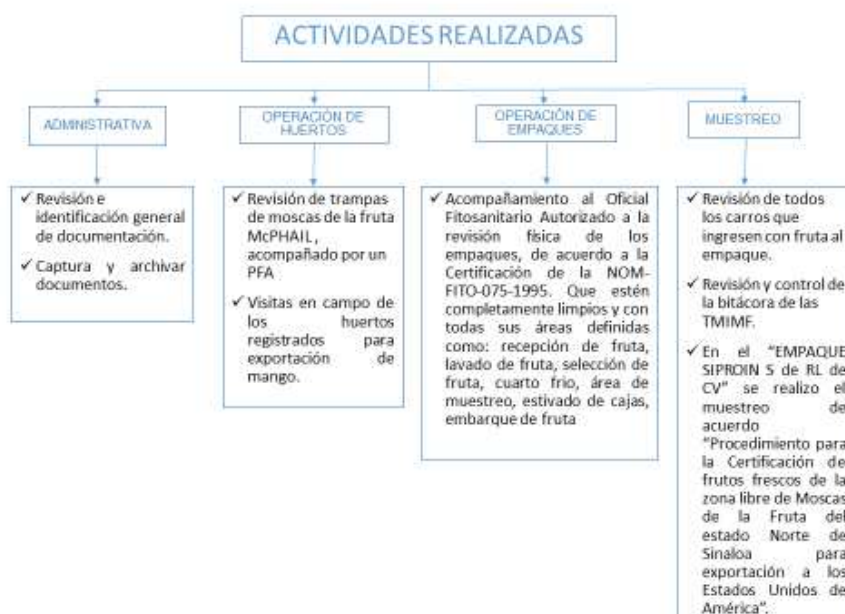 ACTIVIDADES REALIZADAS
ADMINISTRATIVA
✓ Revisión e
identificación general
de documentación.
✓ Captura y archivar
documentos.
OPERACIÓN DE
HUERTOS
✓ Revisión de trampas
de moscas de la fruta
McPHAIL,
acompañado por un
PFA
✓ Visitas en campo de
los huertos
registrados para
exportación de
mango.
OPERACIÓN DE
EMPAQUES
✓ Acompañamiento al Oficial
Fitosanitario Autorizado a la
revisión física de los
empaques, de acuerdo a la
Certificación de la NOM-
FITO-075-1995. Que estén
completamente limpios y con
todas sus áreas definidas
como: recepción de fruta,
lavado de fruta, selección de
fruta, cuarto frio, área de
muestreo, estivado de cajas,
embarque de fruta
MUESTREO
✓ Revisión de todos
los carros que
ingresen con fruta al
empaque.
✓ Revisión y control de
la bitácora de las
TMIMF.
✓ En el "EMPAQUE
SIPROIN S de RL de
CV" se realizo el
muestreo de
acuerdo
"Procedimiento para
la Certificación de
frutos frescos de la
zona libre de Moscas
de la Fruta del
estado Norte de
Sinaloa para
exportación a los
Estados Unidos de
América".